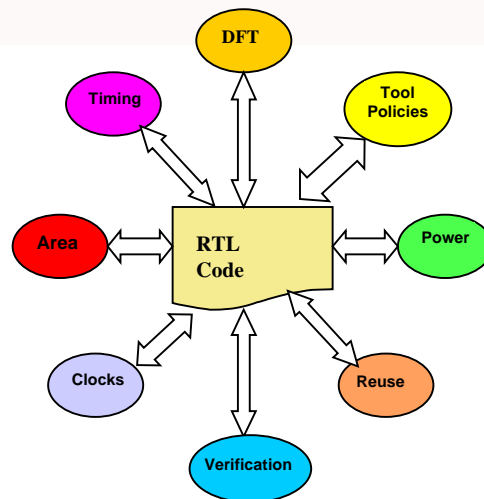 DFT
Timing
Tool
Policies
Area
RTL
Code
Power
Clocks
Reuse
Verification